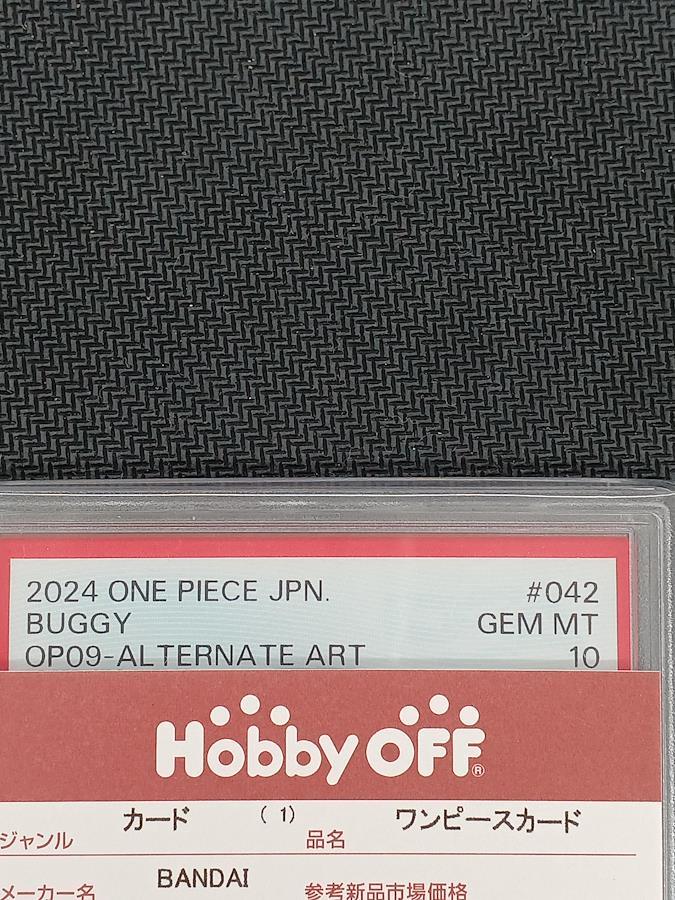 2024 ONE PIECE JPN. #042
BUGGY GEM MT
OP09-ALTERNATE ART 10
Hobby OFF®
ジャンル カード ( 1) 品名 ワンピースカード
メーカー名 BANDAI 参考新品市場価格